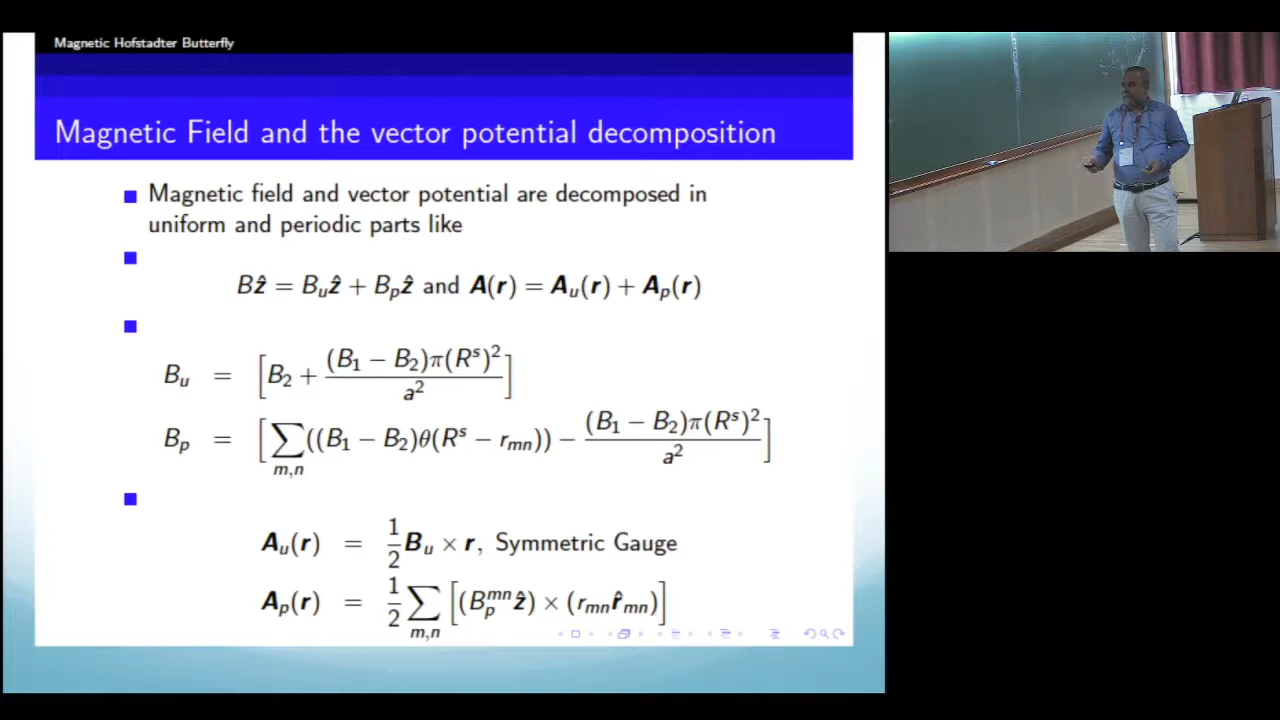 Magnetic Hofstadter Butterfly
Magnetic Field and the vector potential decomposition
Magnetic field and vector potential are decomposed in
uniform and periodic parts like
Bẑ = B_uẑ + B_pẑ and A(r) = A_u(r) + A_p(r)
B_u = [B_2 + (B_1 − B_2)π(R^s)^2 / a^2]
B_p = [∑_{m,n}((B_1 − B_2)θ(R^s − r_{mn})) − (B_1 − B_2)π(R^s)^2 / a^2]
A_u(r) = 1/2 B_u × r, Symmetric Gauge
A_p(r) = 1/2 ∑_{m,n} [(B_p^{mn}ẑ) × (r_{mn}r̂_{mn})]